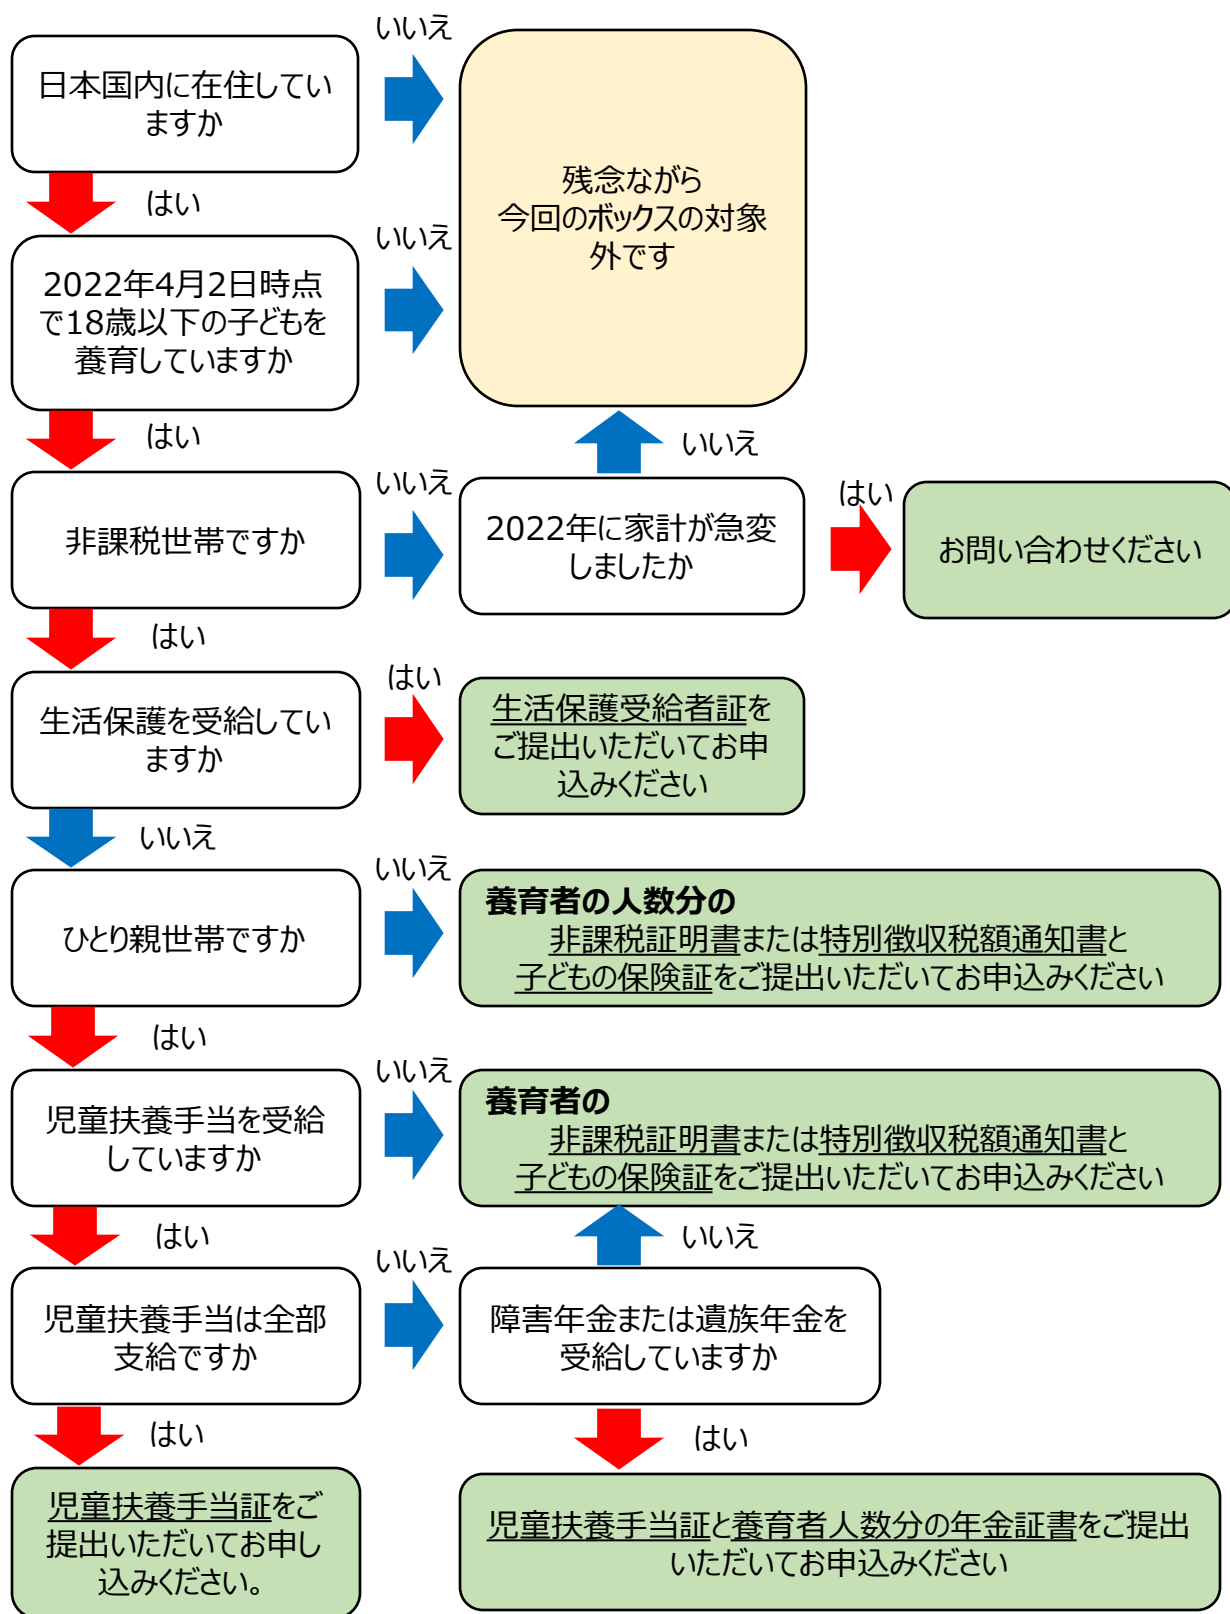 いいえ
日本国内に在住してい
ますか
残念ながら
今回のボックスの対象
外です
はい
いいえ
2022年4月2日時点
で18歳以下の子どもを
養育していますか
はい
いいえ
いいえ
非課税世帯ですか
2022年に家計が急変
しましたか
はい
お問い合わせください
はい
はい
生活保護を受給してい
ますか
生活保護受給者証を
ご提出いただいてお申
込みください
いいえ
いいえ
ひとり親世帯ですか
養育者の人数分の
非課税証明書または特別徴収税額通知書と
子どもの保険証をご提出いただいてお申込みください
はい
いいえ
児童扶養手当を受給
していますか
養育者の
非課税証明書または特別徴収税額通知書と
子どもの保険証をご提出いただいてお申込みください
はい
いいえ
いいえ
児童扶養手当は全部
支給ですか
障害年金または遺族年金を
受給していますか
はい
はい
児童扶養手当証をご
提出いただいてお申し
込みください。
児童扶養手当証と養育者人数分の年金証書をご提出
いただいてお申込みください